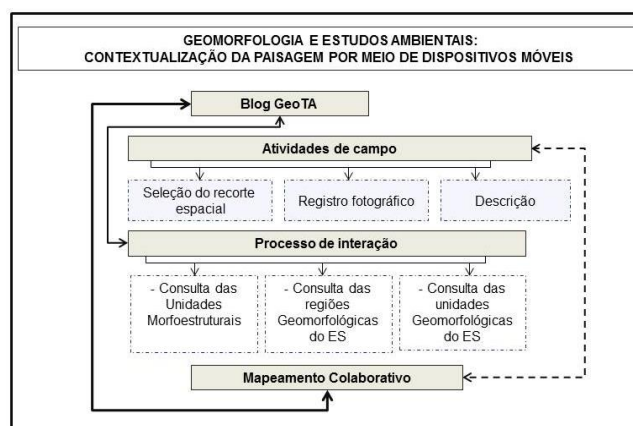 GEOMORFOLOGIA E ESTUDOS AMBIENTAIS:
CONTEXTUALIZAÇÃO DA PAISAGEM POR MEIO DE DISPOSITIVOS MÓVEIS
Blog GeoTA
Atividades de campo
Seleção do recorte
espacial
Registro fotográfico
Descrição
Processo de interação
- Consulta das
Unidades
Morfoestruturais
- Consulta das
regiões
Geomorfológicas
do ES
- Consulta das
unidades
Geomorfológicas
do ES
Mapeamento Colaborativo